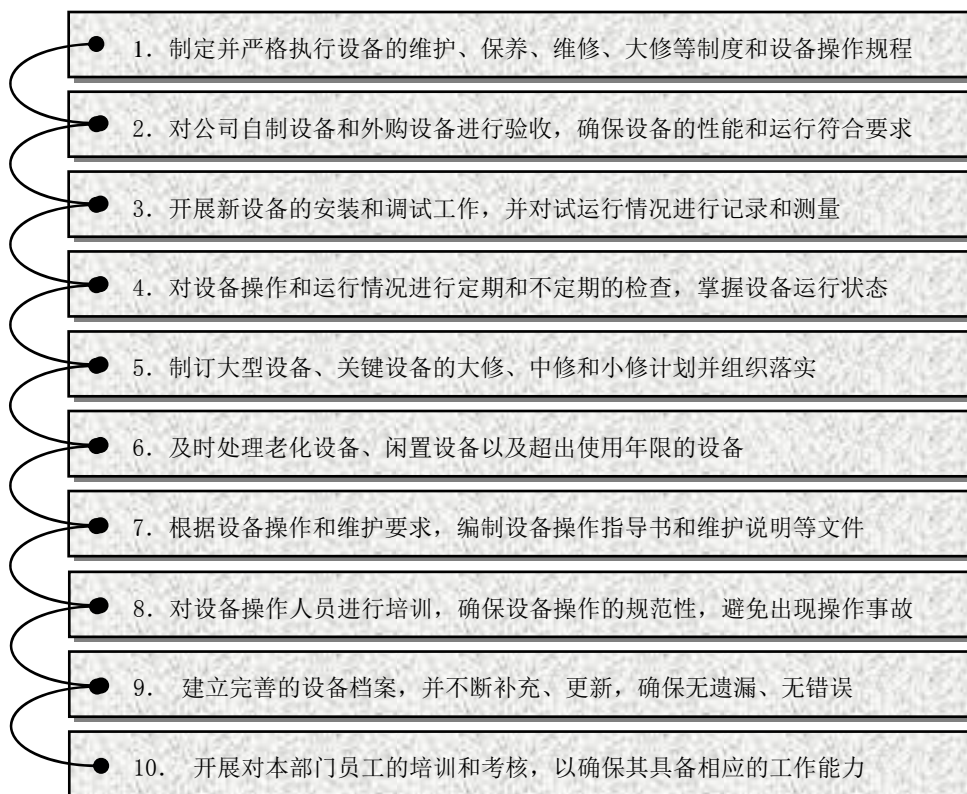 1. 制定并严格执行设备的维护、保养、维修、大修等制度和设备操作规程
2. 对公司自制设备和外购设备进行验收，确保设备的性能和运行符合要求
3. 开展新设备的安装和调试工作，并对试运行情况进行记录和测量
4. 对设备操作和运行情况进行定期和不定期的检查，掌握设备运行状态
5. 制订大型设备、关键设备的大修、中修和小修计划并组织落实
6. 及时处理老化设备、闲置设备以及超出使用年限的设备
7. 根据设备操作和维护要求，编制设备操作指导书和维护说明等文件
8. 对设备操作人员进行培训，确保设备操作的规范性，避免出现操作事故
9. 建立完善的设备档案，并不断补充、更新，确保无遗漏、无错误
10. 开展对本部门员工的培训和考核，以确保其具备相应的工作能力